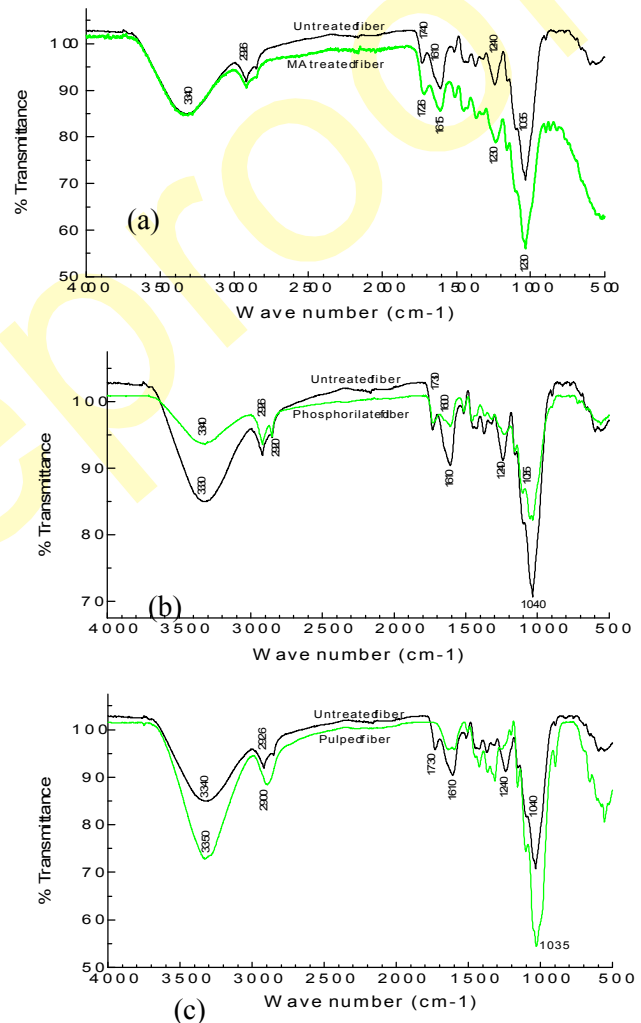 Untreated fiber
MA treated fiber
3340
2926
1740
1610
1240
1035
1726
1615
1230
1230
100
90
80
70
60
50
% Transmittance
(a)
4000 3500 3000 2500 2000 1500 1000 500
Wave number (cm-1)
Untreated fiber
Phosphorilated fiber
3340
3330
2926
2920
1730
1600
1610
1240
1035
1040
100
90
80
70
% Transmittance
(b)
4000 3500 3000 2500 2000 1500 1000 500
Wave number (cm-1)
Untreated fiber
Pulped fiber
3340
3350
2926
2900
1730
1610
1240
1040
1035
100
90
80
70
60
50
% Transmittance
4000 3500 3000 2500 2000 1500 1000 500
(c)
Wave number (cm-1)